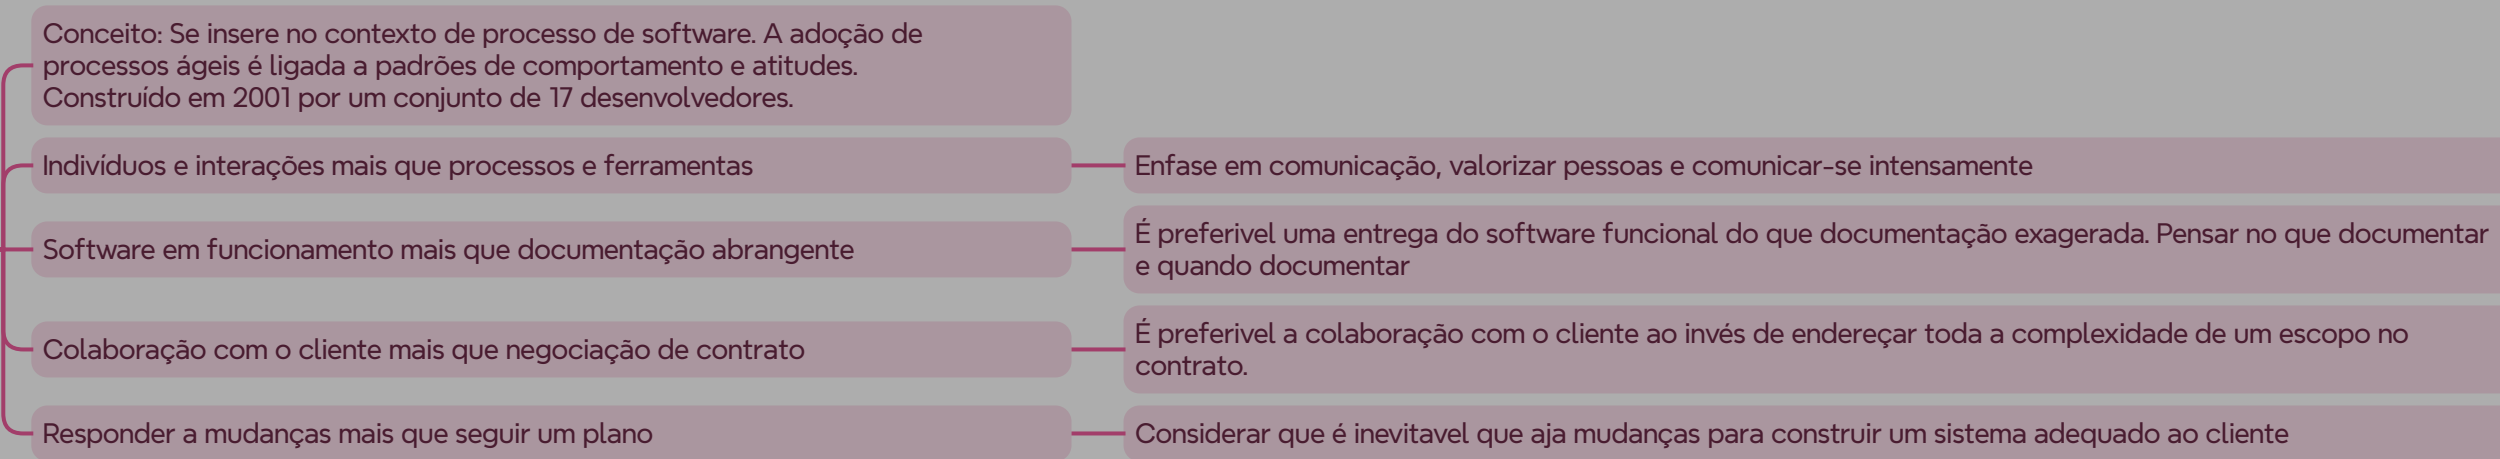 Conceito: Se insere no contexto de processo de software. A adoção de
processos ágeis é ligada a padrões de comportamento e atitudes.
Construído em 2001 por um conjunto de 17 desenvolvedores.
Indivíduos e interações mais que processos e ferramentas
Enfase em comunicação, valorizar pessoas e comunicar-se intensamente
Software em funcionamento mais que documentação abrangente
É preferivel uma entrega do software funcional do que documentação exagerada. Pensar no que documentar
e quando documentar
Colaboração com o cliente mais que negociação de contrato
É preferivel a colaboração com o cliente ao invés de endereçar toda a complexidade de um escopo no
contrato.
Responder a mudanças mais que seguir um plano
Considerar que é inevitavel que aja mudanças para construir um sistema adequado ao cliente